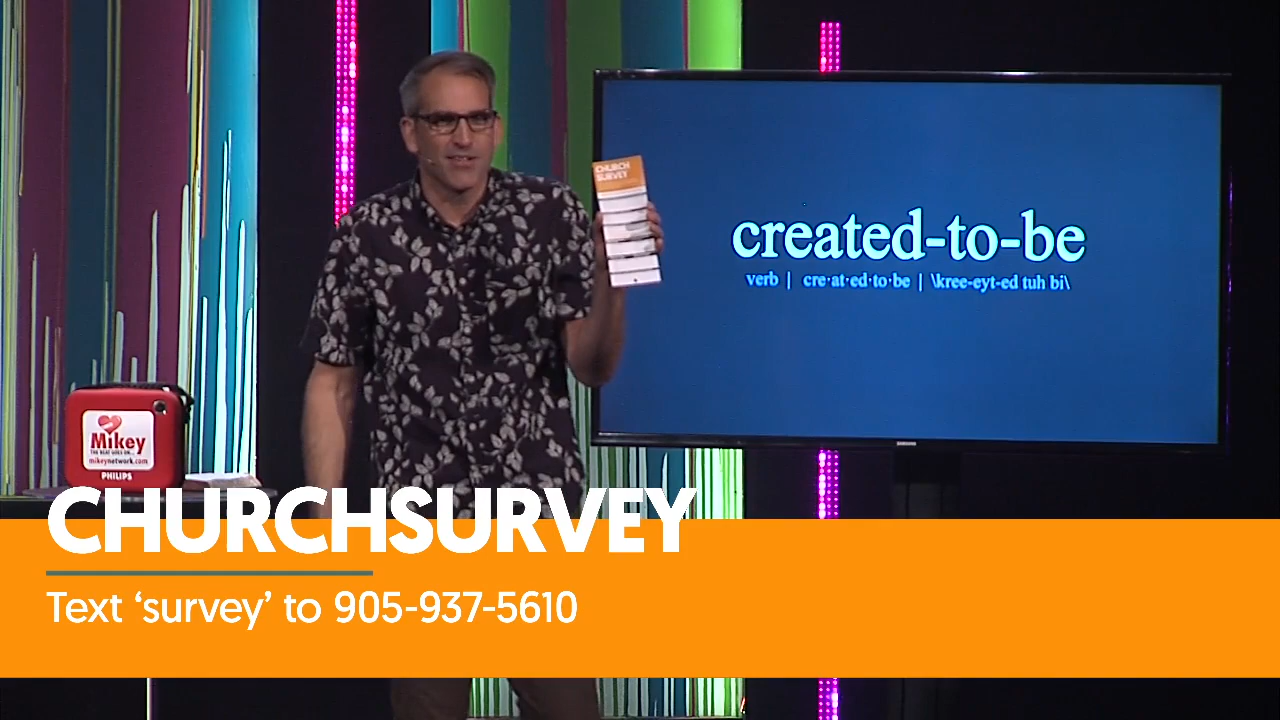 CHURCH
SURVEY
created-to-be
verb | cre·at·ed·to·be | \kree-eyt-ed tuh bi\
Mikey
THE BEAT GOES ON...
mikeynetwork.com
PHILIPS
SAMSUNG
CHURCHSURVEY
Text ‘survey’ to 905-937-5610